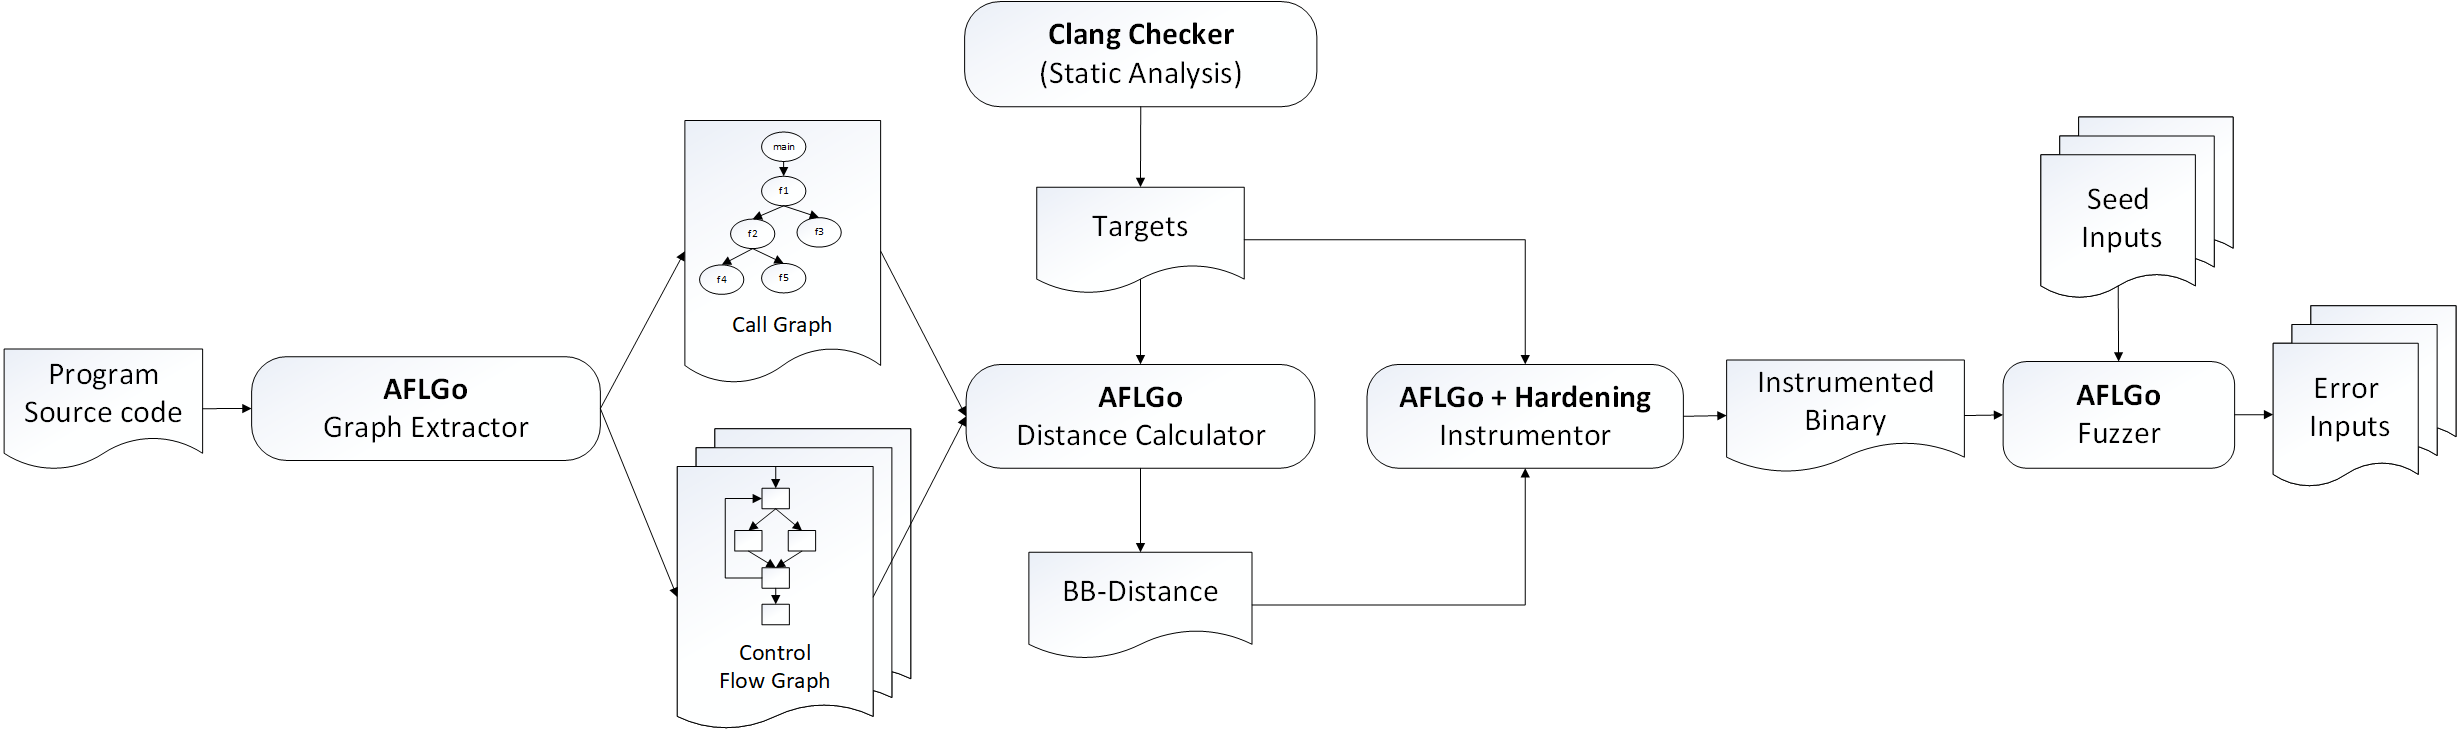 Program
Source code
AFLGo
Graph Extractor
main
f1
f2
f3
f4
f5
Call Graph
Control
Flow Graph
Clang Checker
(Static Analysis)
Targets
AFLGo
Distance Calculator
BB-Distance
AFLGo + Hardening
Instrumentor
Instrumented
Binary
Seed
Inputs
AFLGo
Fuzzer
Error
Inputs